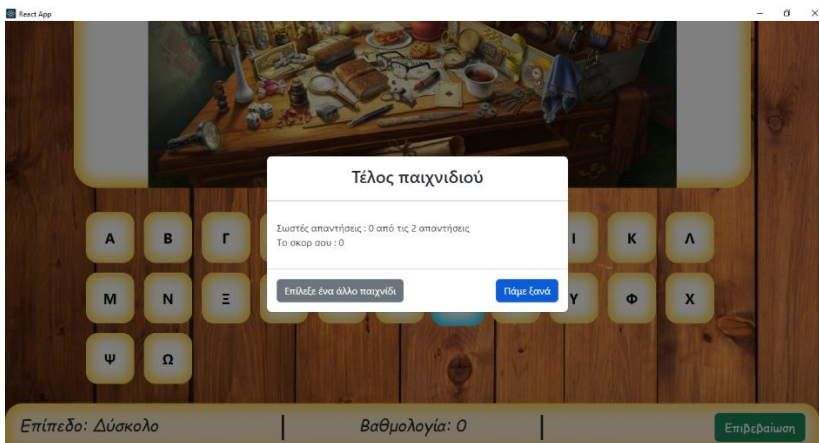 React App
Τέλος παιχνιδιού
Σωστές απαντήσεις : 0 από τις 2 απαντήσεις
Το σκορ σου : 0
Επίλεξε ένα άλλο παιχνίδι
Πάμε ξανά
Α Β Γ Ι Κ Λ
Μ Ν Ξ Υ Φ Χ
Ψ Ω
Επίπεδο: Δύσκολο
Βαθμολογία: 0
Επιβεβαίωση